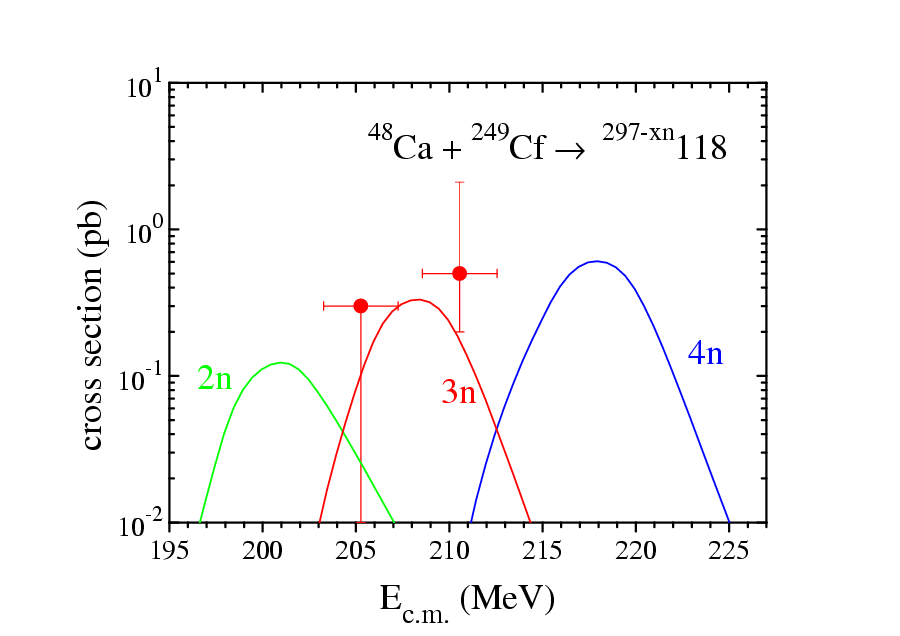 ⁴⁸Ca + ²⁴⁹Cf → ²⁹⁷⁻ˣⁿ118
cross section (pb)
10¹
10⁰
10⁻¹
10⁻²
2n
3n
4n
195 200 205 210 215 220 225
E_c.m. (MeV)